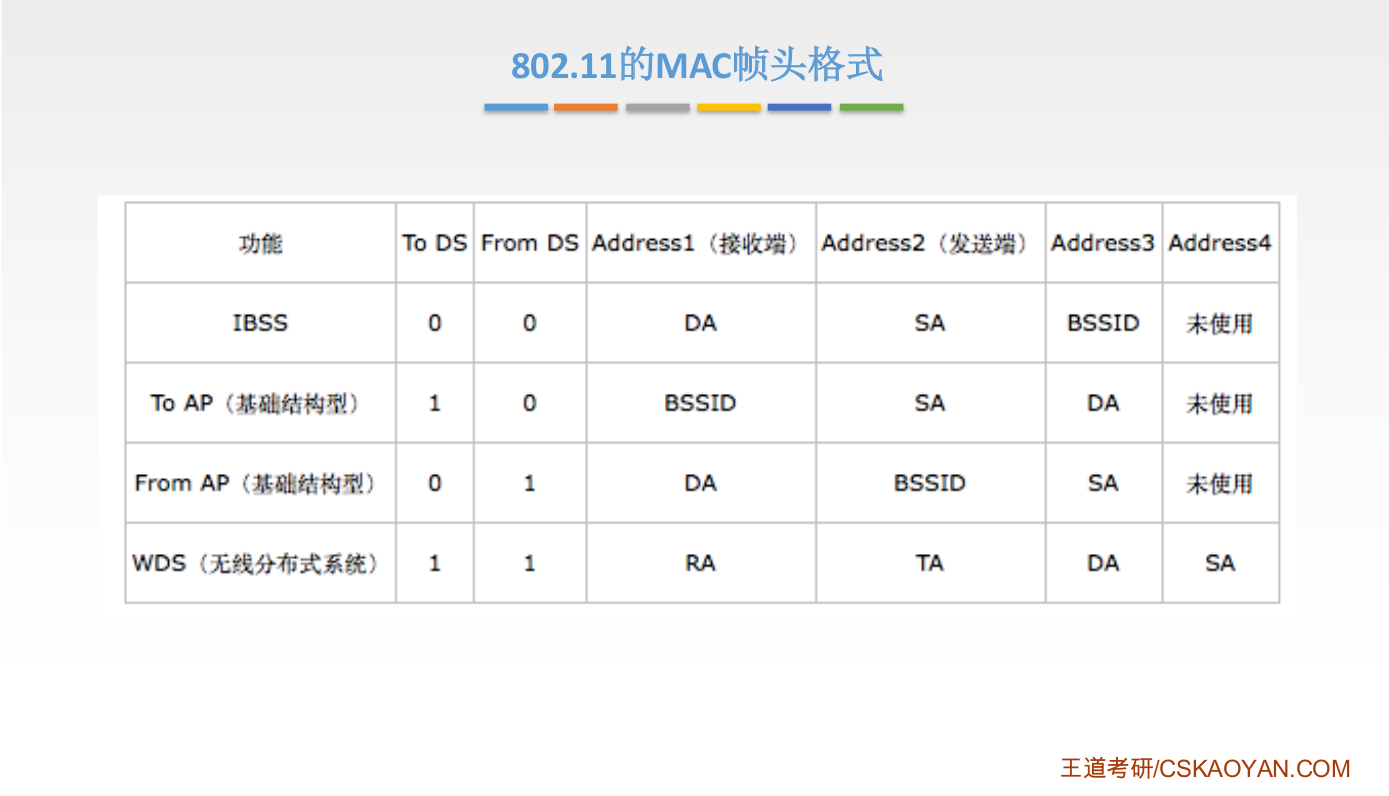 802.11的MAC帧头格式
功能 To DS From DS Address1（接收端） Address2（发送端） Address3 Address4
IBSS 0 0 DA SA BSSID 未使用
To AP（基础结构型） 1 0 BSSID SA DA 未使用
From AP（基础结构型） 0 1 DA BSSID SA 未使用
WDS（无线分布式系统） 1 1 RA TA DA SA
王道考研/CSKAOYAN.COM